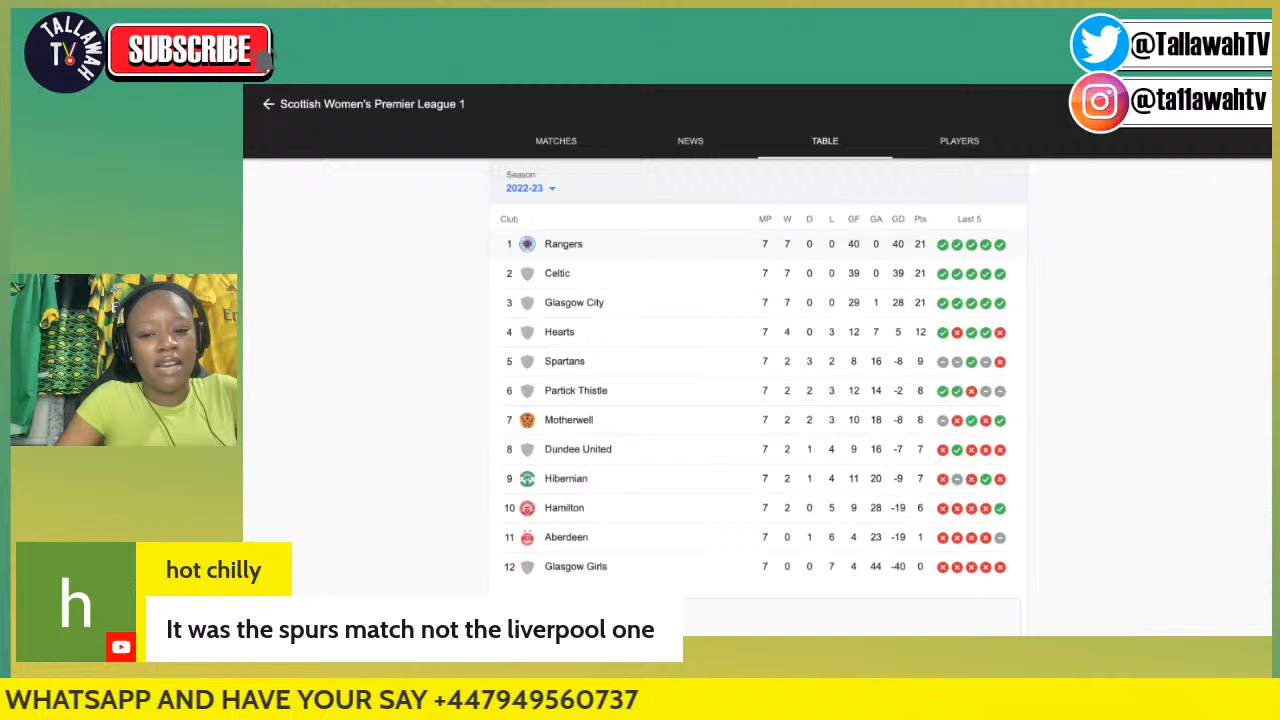 TALLAWAH
TV
SUBSCRIBE
@TallawahTV
@ta11awahtv
Scottish Women's Premier League 1
MATCHES NEWS TABLE PLAYERS
Season
2022-23
Club MP W D L GF GA GD Pts Last 5
1 Rangers 7 7 0 0 40 0 40 21
2 Celtic 7 7 0 0 39 0 39 21
3 Glasgow City 7 7 0 0 29 1 28 21
4 Hearts 7 4 0 3 12 7 5 12
5 Spartans 7 2 3 2 8 16 -8 9
6 Partick Thistle 7 2 2 3 12 14 -2 8
7 Motherwell 7 2 2 3 10 18 -8 8
8 Dundee United 7 2 1 4 9 16 -7 7
9 Hibernian 7 2 1 4 11 20 -9 7
10 Hamilton 7 2 0 5 9 28 -19 6
11 Aberdeen 7 0 1 6 4 23 -19 1
12 Glasgow Girls 7 0 0 7 4 44 -40 0
h
hot chilly
It was the spurs match not the liverpool one
WHATSAPP AND HAVE YOUR SAY +447949560737